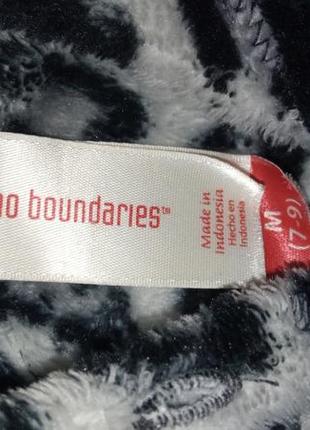 no boundaries™
Made in
Indonesia
Hecho en
Indonesia
M
(7-9)